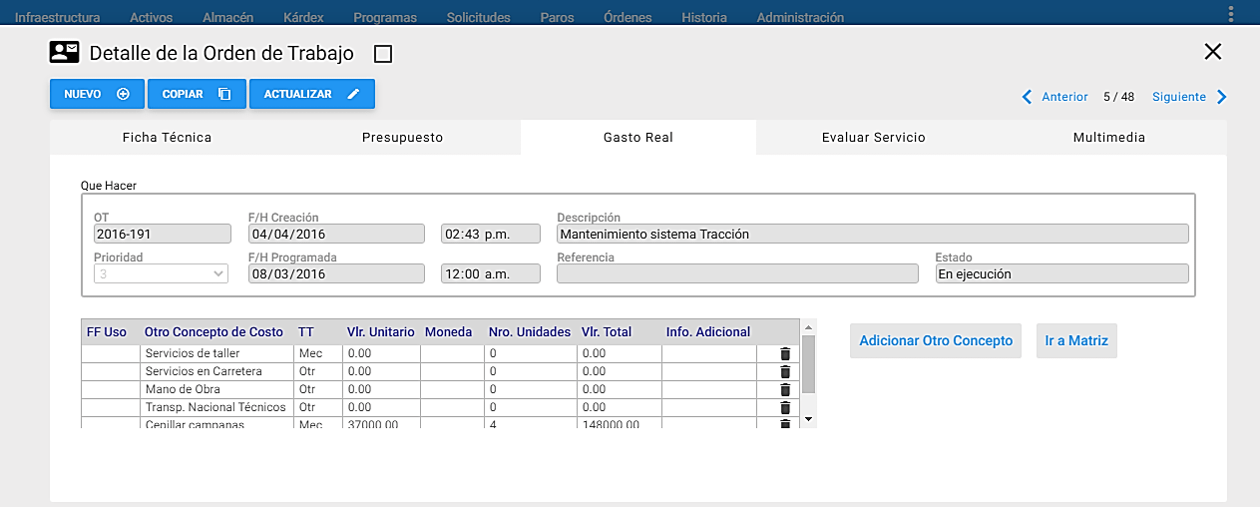 Infraestructura Activos Almacén Kárdex Programas Solicitudes Paros Órdenes Historia Administración
Detalle de la Orden de Trabajo
NUEVO COPIAR ACTUALIZAR
Anterior 5 / 48 Siguiente
Ficha Técnica Presupuesto Gasto Real Evaluar Servicio Multimedia
Que Hacer
OT F/H Creación Descripción
2016-191 04/04/2016 02:43 p.m. Mantenimiento sistema Tracción
Prioridad F/H Programada Referencia Estado
3 08/03/2016 12:00 a.m. En ejecución
FF Uso Otro Concepto de Costo TT Vlr. Unitario Moneda Nro. Unidades Vlr. Total Info. Adicional
Adicionar Otro Concepto Ir a Matriz
Servicios de taller Mec 0.00 0 0.00
Servicios en Carretera Otr 0.00 0 0.00
Mano de Obra Otr 0.00 0 0.00
Transp. Nacional Técnicos Otr 0.00 0 0.00
Cepillar campanas Mec 37000.00 4 148000.00